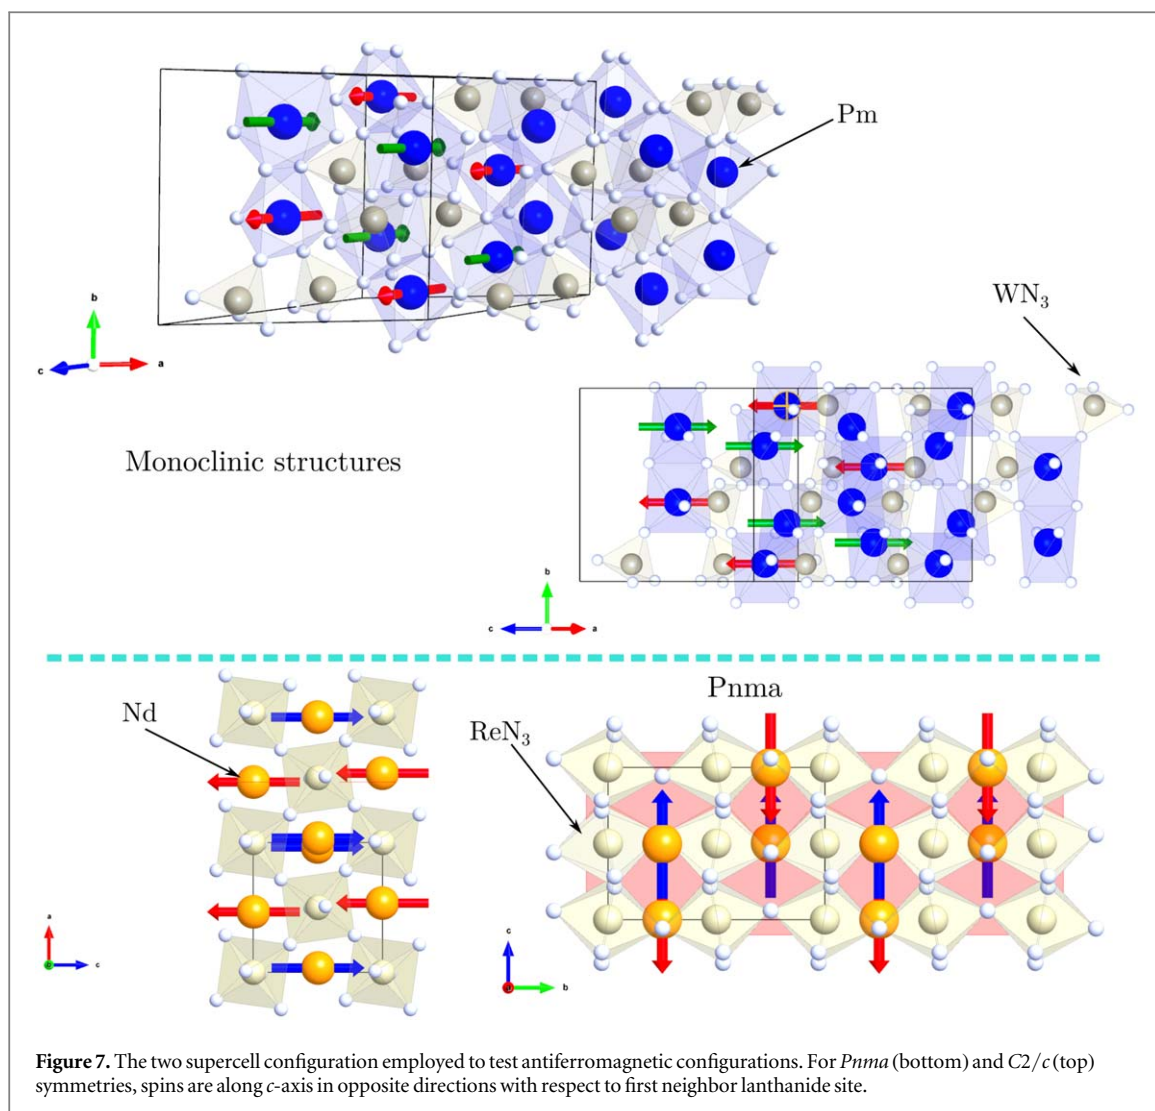 Pm
b
c
a
WN₃
Monoclinic structures
b
c
a
Pnma
Nd
ReN₃
a
b
c
c
a
b
Figure 7. The two supercell configuration employed to test antiferromagnetic configurations. For Pnma (bottom) and C2/c (top)
symmetries, spins are along c-axis in opposite directions with respect to first neighbor lanthanide site.